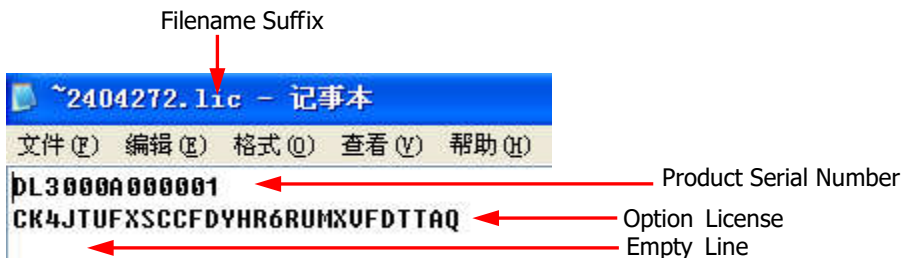 Filename Suffix
~2404272.lic - 记事本
文件(F) 编辑(E) 格式(O) 查看(V) 帮助(H)
DL3000A000001
Product Serial Number
CK4JTUFXSCCFDYHR6RUMXVFDTTAQ
Option License
Empty Line